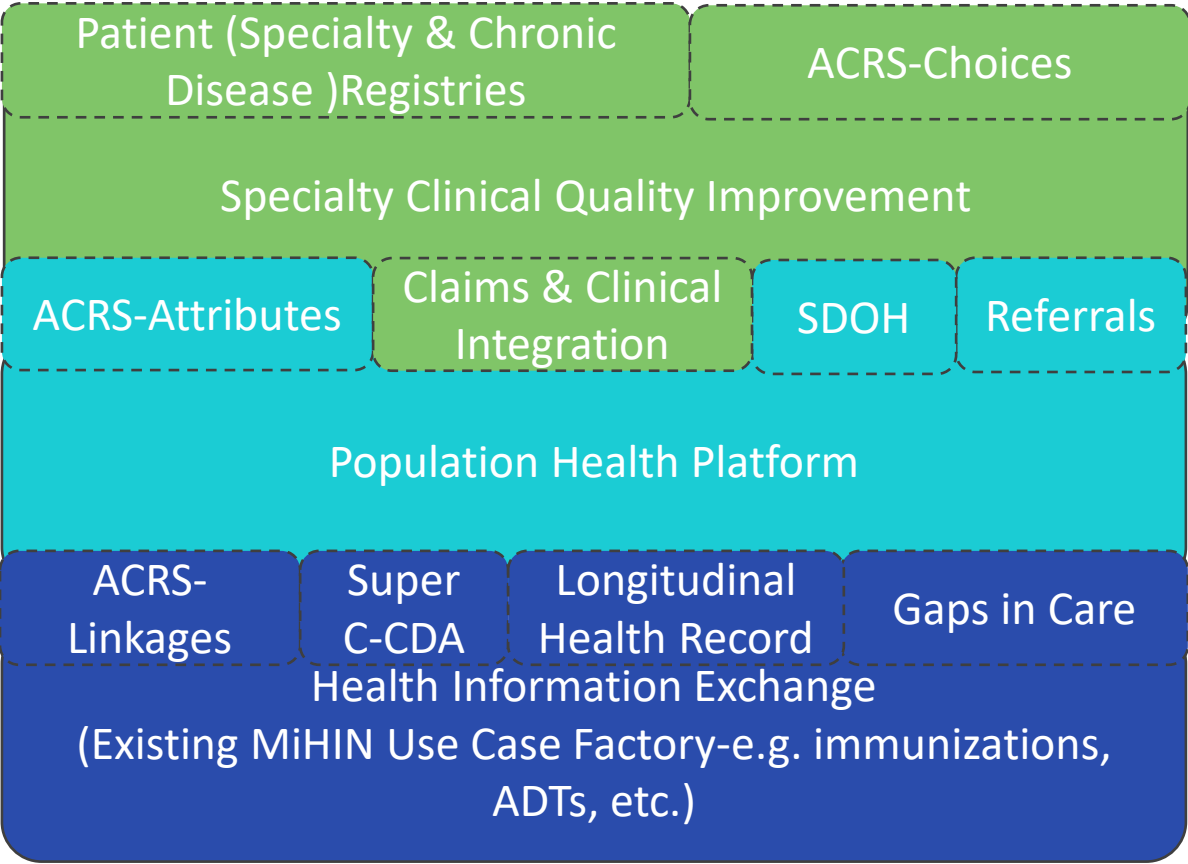 Patient (Specialty & Chronic
Disease )Registries
ACRS-Choices
Specialty Clinical Quality Improvement
ACRS-Attributes
Claims & Clinical
Integration
SDOH
Referrals
Population Health Platform
ACRS-
Linkages
Super
C-CDA
Longitudinal
Health Record
Gaps in Care
Health Information Exchange
(Existing MiHIN Use Case Factory-e.g. immunizations,
ADTs, etc.)